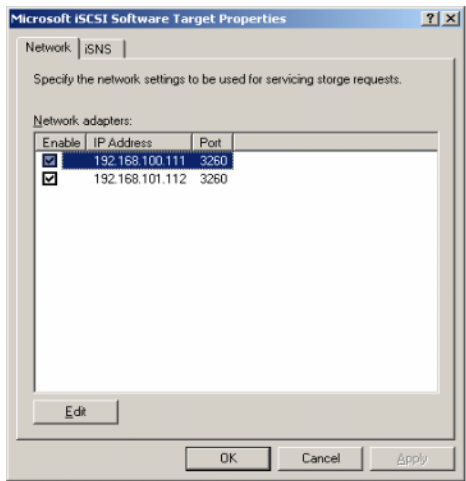 Microsoft iSCSI Software Target Properties
Network
iSNS
Specify the network settings to be used for servicing storge requests.
Network adapters:
Enable IP Address Port
192.168.100.111 3260
192.168.101.112 3260
Edit
OK Cancel Apply